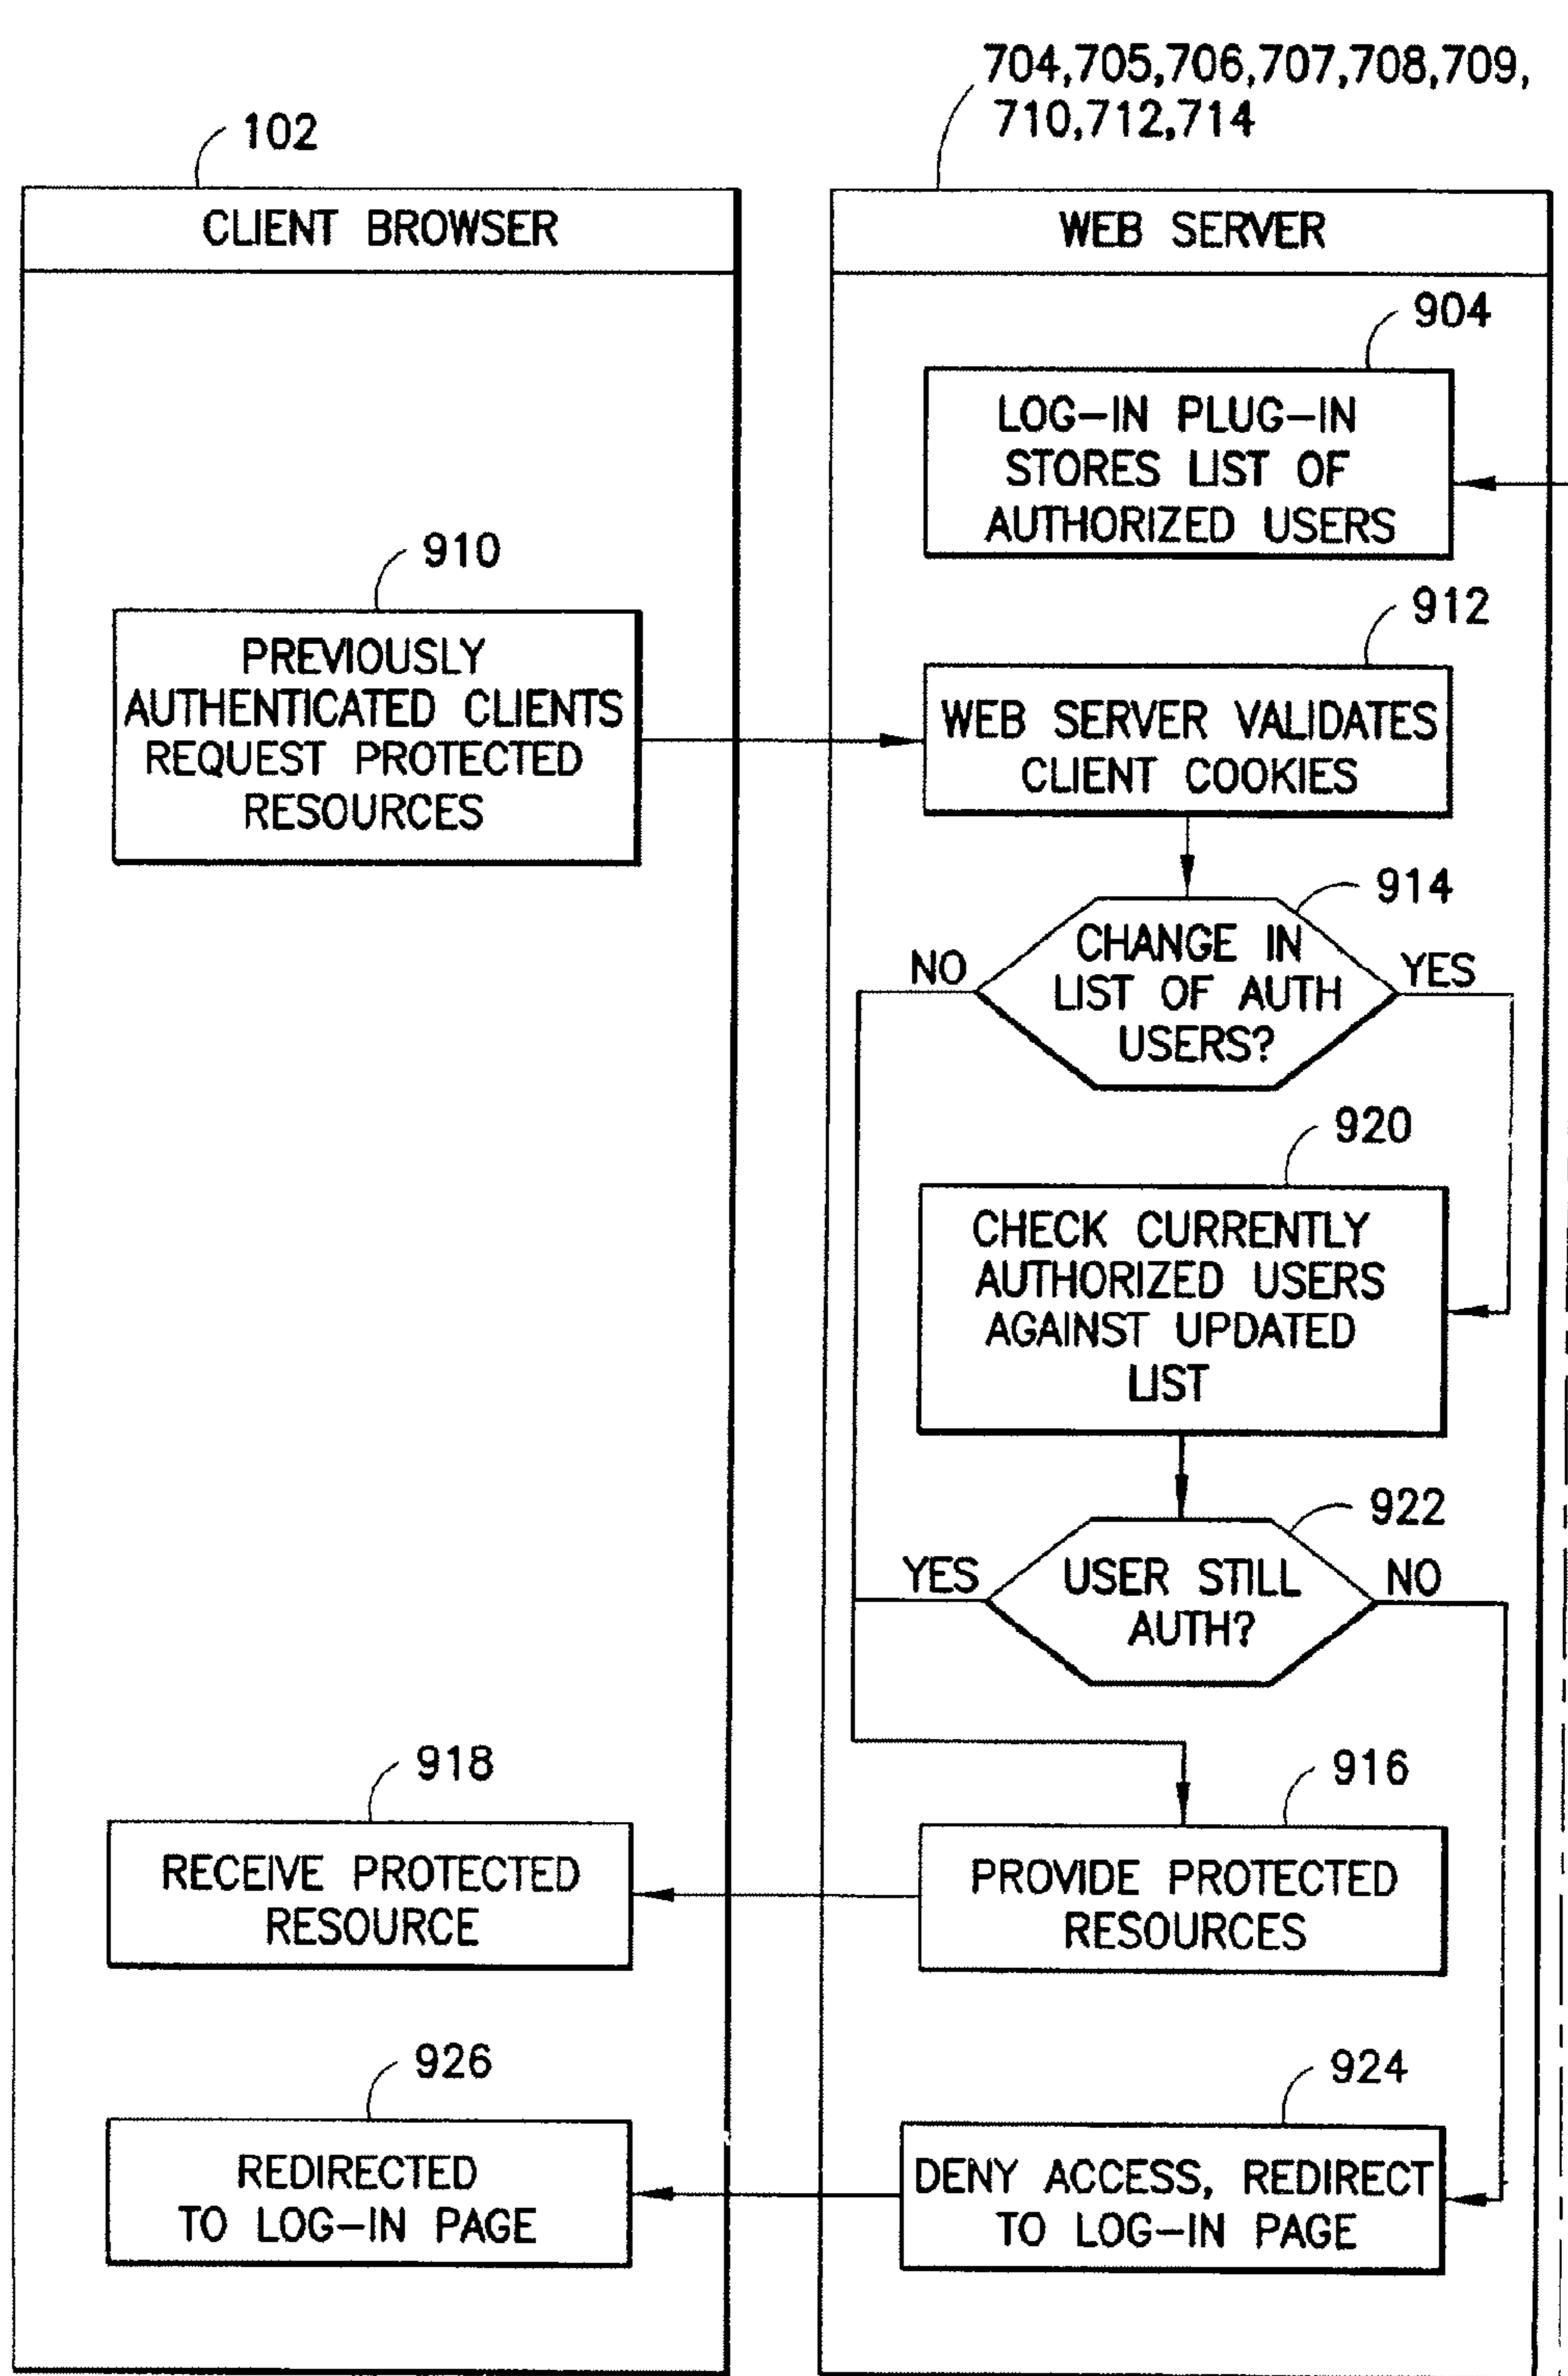 704,705,706,707,708,709,
710,712,714
102
CLIENT BROWSER
WEB SERVER
904
LOG-IN PLUG-IN
STORES LIST OF
AUTHORIZED USERS
910
PREVIOUSLY
AUTHENTICATED CLIENTS
REQUEST PROTECTED
RESOURCES
912
WEB SERVER VALIDATES
CLIENT COOKIES
914
CHANGE IN
LIST OF AUTH
USERS?
NO
YES
920
CHECK CURRENTLY
AUTHORIZED USERS
AGAINST UPDATED
LIST
922
USER STILL
AUTH?
YES
NO
918
RECEIVE PROTECTED
RESOURCE
916
PROVIDE PROTECTED
RESOURCES
926
REDIRECTED
TO LOG-IN PAGE
924
DENY ACCESS, REDIRECT
TO LOG-IN PAGE